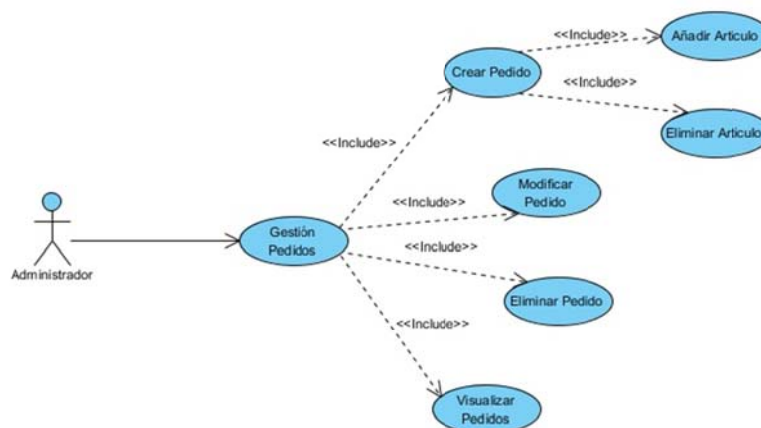 <<Include>>
Añadir Articulo
Crear Pedido
<<Include>>
Eliminar Articulo
<<Include>>
Modificar
Pedido
<<Include>>
Gestión
Pedidos
<<Include>>
Administrador
Eliminar Pedido
<<Include>>
Visualizar
Pedidos